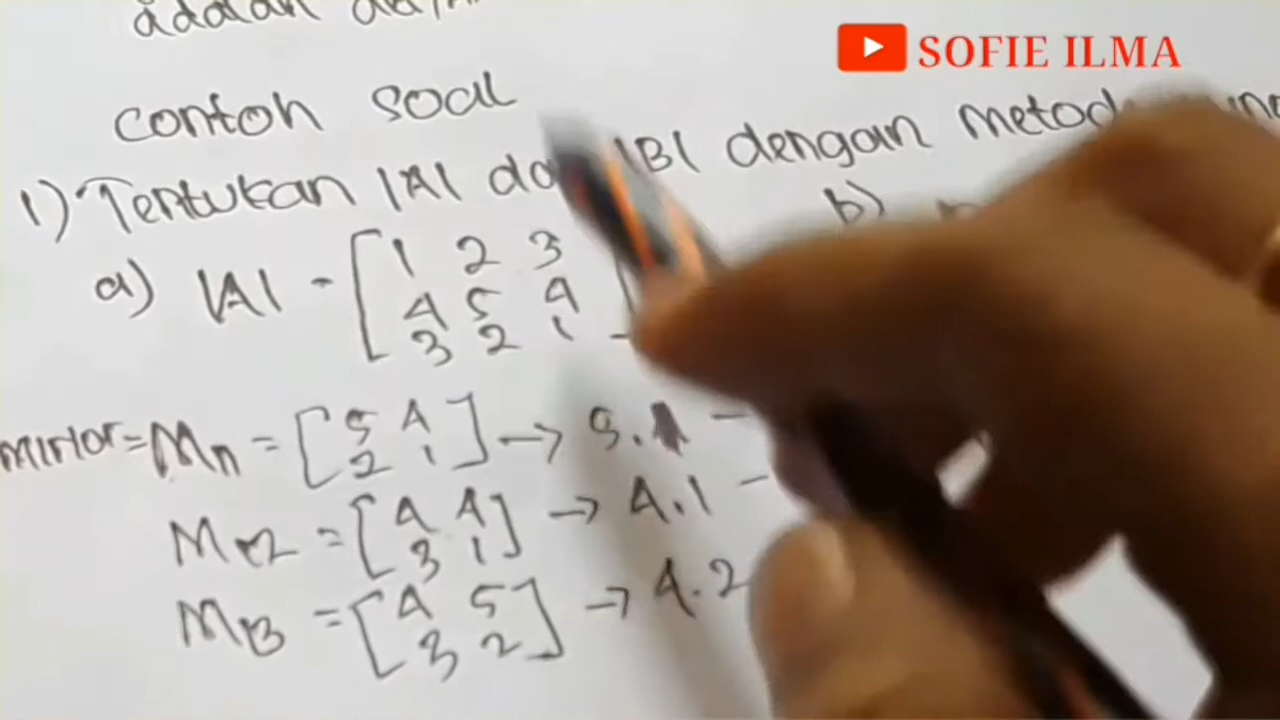 adalah
SOFIE ILMA
contoh soal
1) Tentukan |A| |B| dengan metode
a) |A| = [ 1 2 3
4 5 4
3 2 1
b)
minor = M11 = [ 5 4 ] → 5.1 -
2 1
M12 = [ 4 4 ] → 4.1 -
3 1
M13 = [ 4 5 ] → 4.2
3 2